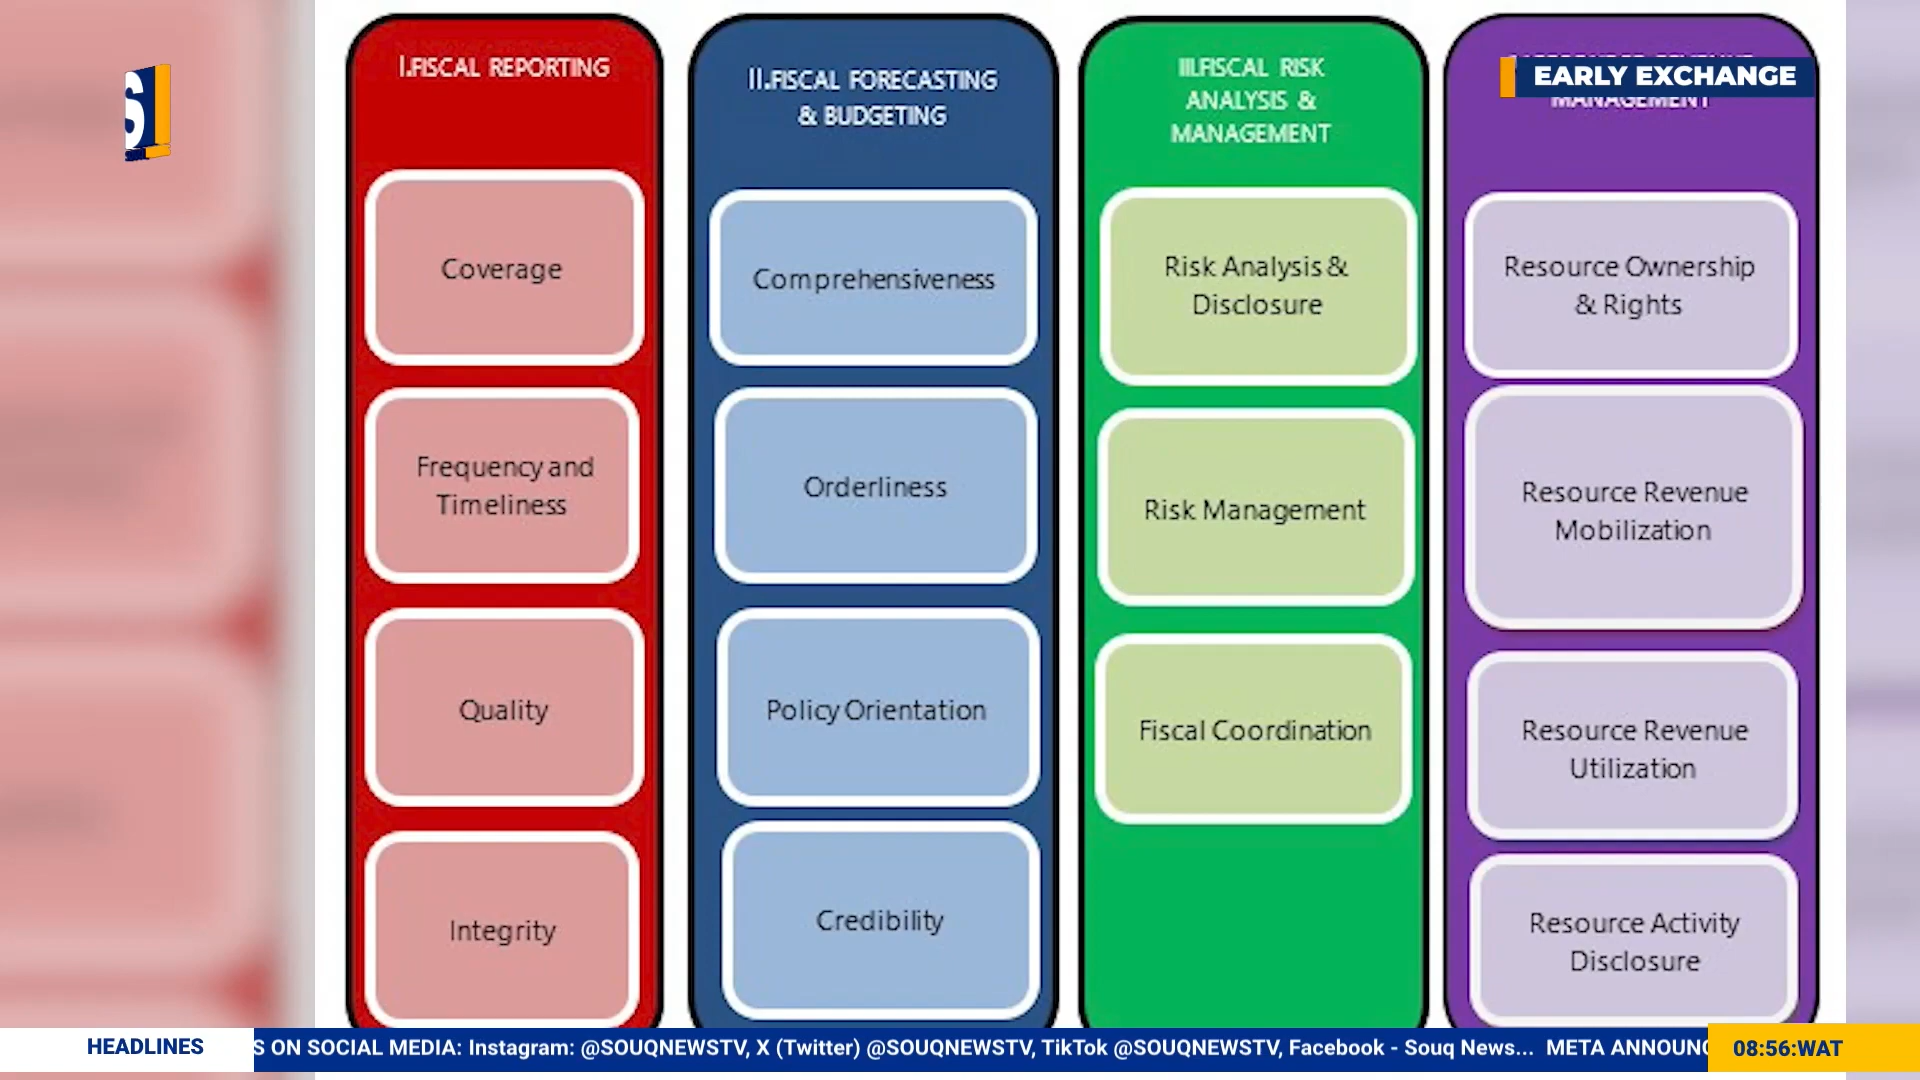 I.FISCAL REPORTING
Coverage
Frequency and
Timeliness
Quality
Integrity
II.FISCAL FORECASTING
& BUDGETING
Comprehensiveness
Orderliness
Policy Orientation
Credibility
III.FISCAL RISK
ANALYSIS &
MANAGEMENT
Risk Analysis &
Disclosure
Risk Management
Fiscal Coordination
EARLY EXCHANGE
MANAGEMENT
Resource Ownership
& Rights
Resource Revenue
Mobilization
Resource Revenue
Utilization
Resource Activity
Disclosure
S
HEADLINES
S ON SOCIAL MEDIA: Instagram: @SOUQNEWSTV, X (Twitter) @SOUQNEWSTV, TikTok @SOUQNEWSTV, Facebook - Souq News... META ANNOUNC
08:56:WAT